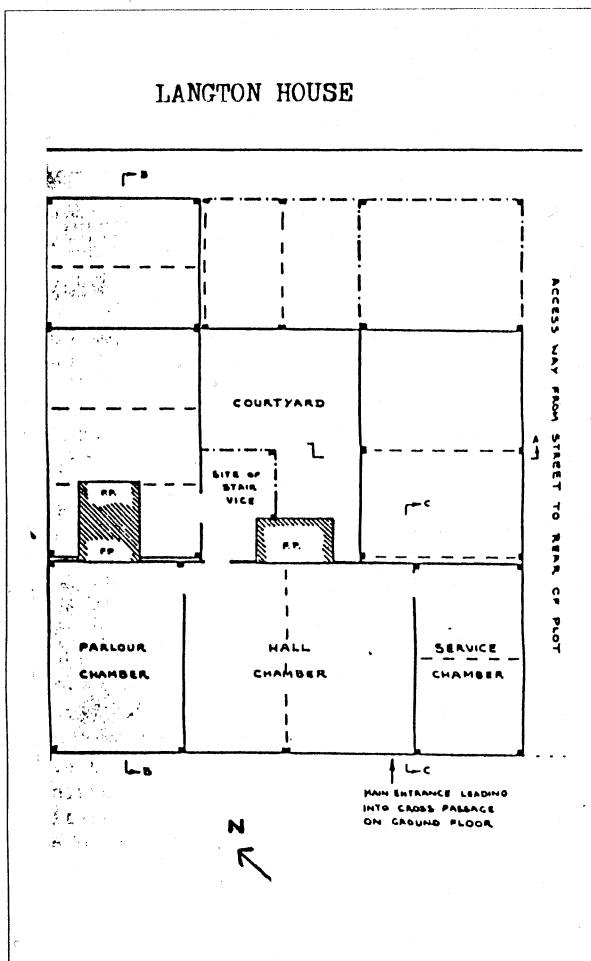 LANGTON HOUSE
B
COURTYARD
SITE OF
STAIR
VICE
A
C
F.P.
F.P.
F.P.
PARLOUR
CHAMBER
HALL
CHAMBER
SERVICE
CHAMBER
ACCESS WAY FROM STREET TO REAR OF PLOT
B
C
MAIN ENTRANCE LEADING
INTO CROSS PASSAGE
ON GROUND FLOOR
N